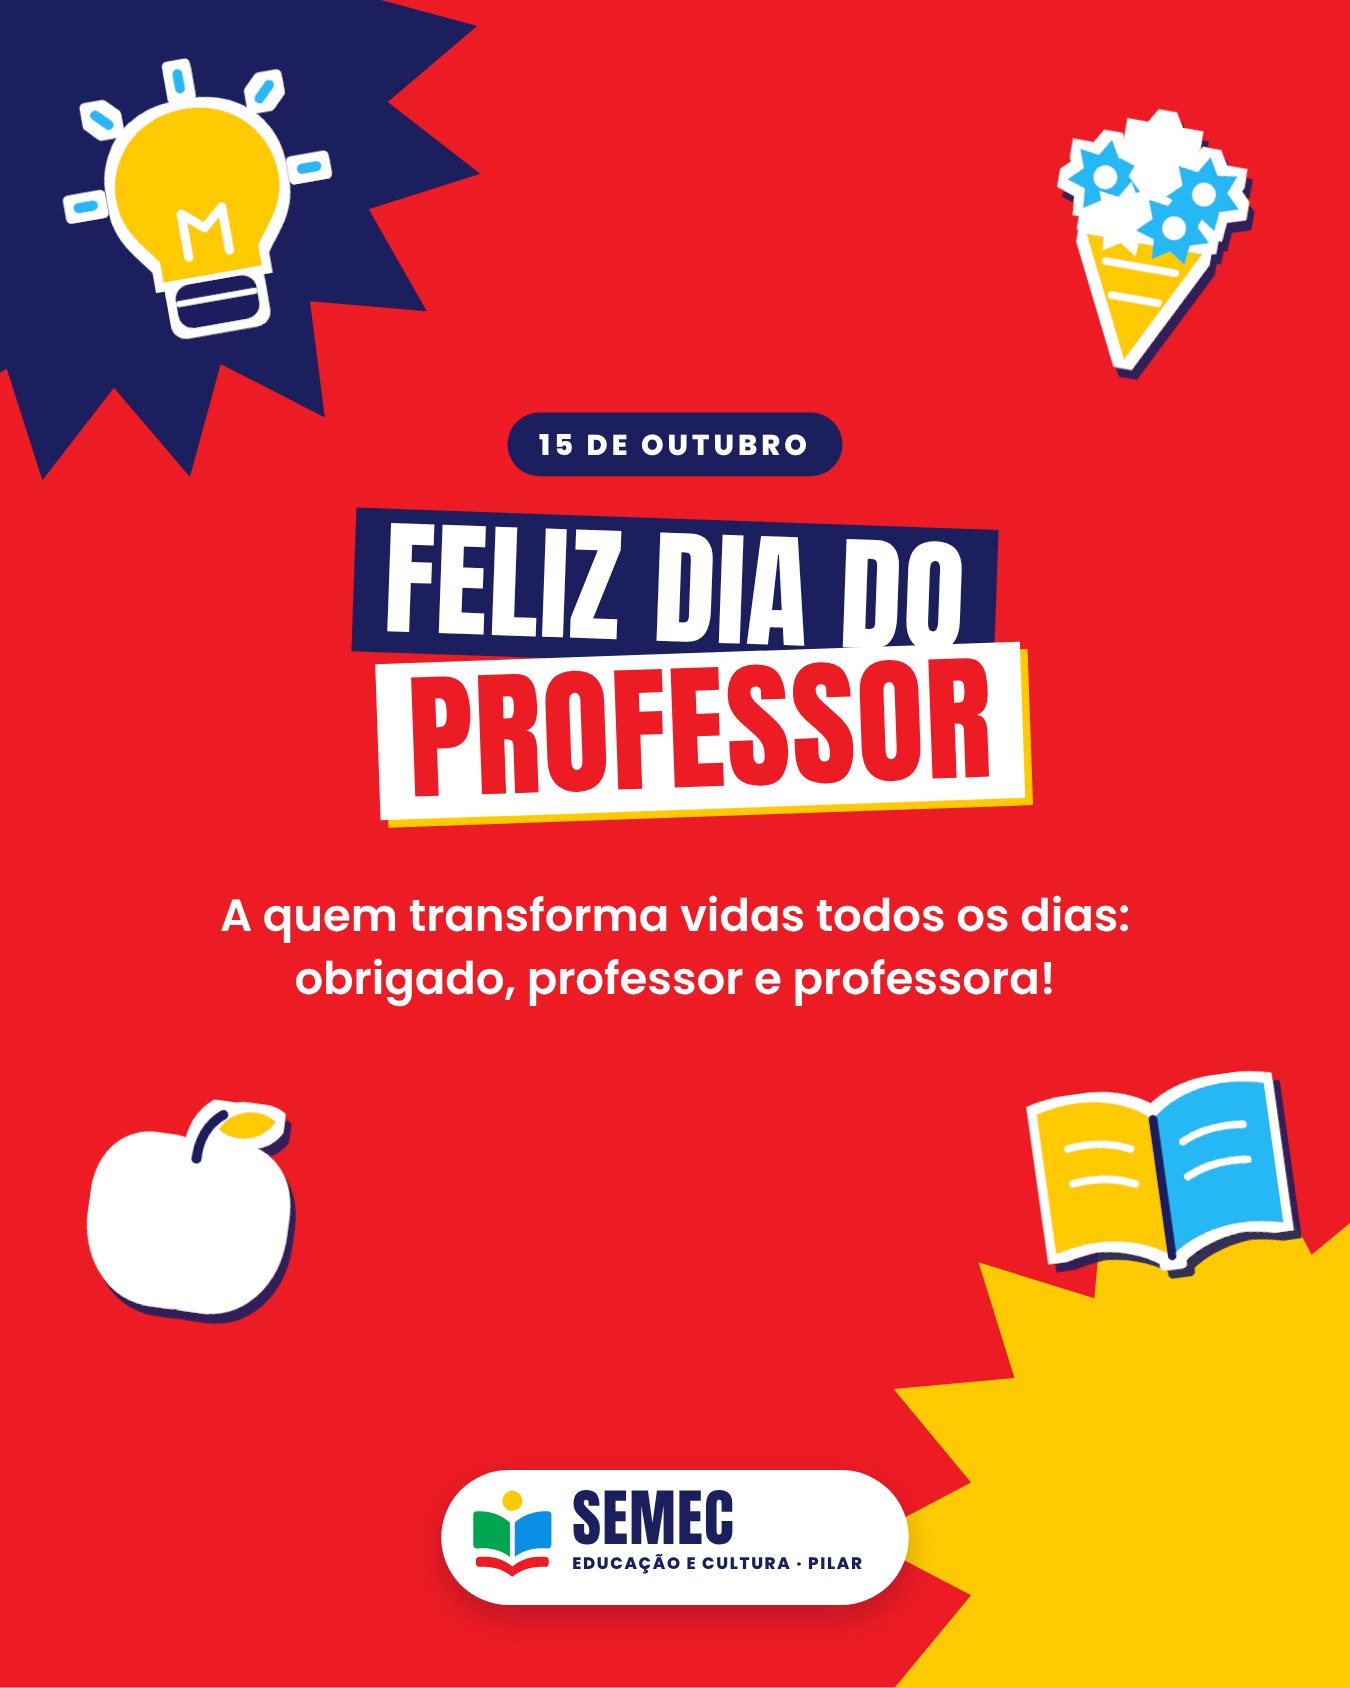 15 DE OUTUBRO
FELIZ DIA DO
PROFESSOR
A quem transforma vidas todos os dias:
obrigado, professor e professora!
SEMEC
EDUCAÇÃO E CULTURA · PILAR